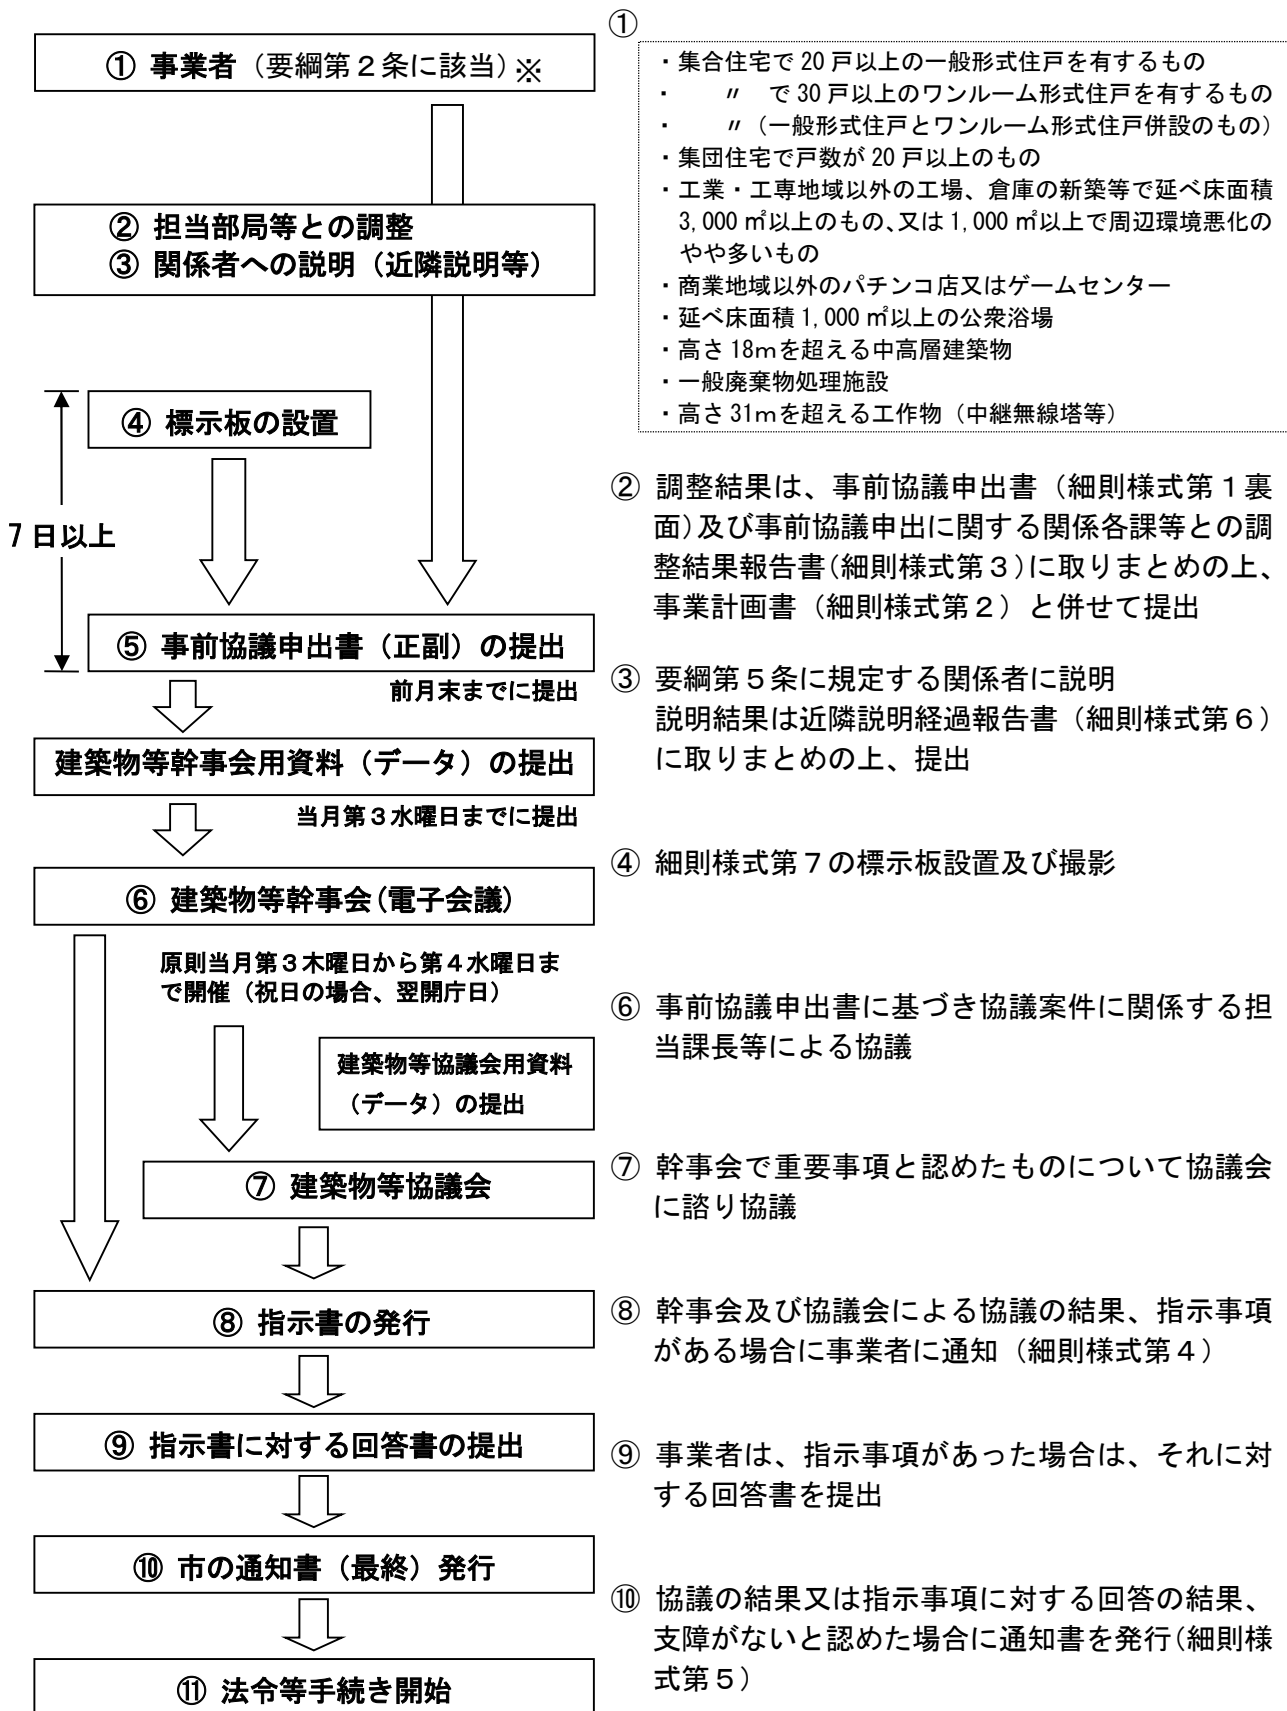 ① 事業者（要綱第２条に該当）※
② 担当部局等との調整
③ 関係者への説明（近隣説明等）
④ 標示板の設置
７日以上
⑤ 事前協議申出書（正副）の提出
前月末までに提出
建築物等幹事会用資料（データ）の提出
当月第３水曜日までに提出
⑥ 建築物等幹事会(電子会議)
原則当月第３木曜日から第４水曜日ま
で開催（祝日の場合、翌開庁日）
建築物等協議会用資料
（データ）の提出
⑦ 建築物等協議会
⑧ 指示書の発行
⑨ 指示書に対する回答書の提出
⑩ 市の通知書（最終）発行
⑪ 法令等手続き開始
①
・集合住宅で 20 戸以上の一般形式住戸を有するもの
・　　〃　で 30 戸以上のワンルーム形式住戸を有するもの
・　　〃（一般形式住戸とワンルーム形式住戸併設のもの）
・集団住宅で戸数が 20 戸以上のもの
・工業・工専地域以外の工場、倉庫の新築等で延べ床面積
3,000 ㎡以上のもの、又は 1,000 ㎡以上で周辺環境悪化の
やや多いもの
・商業地域以外のパチンコ店又はゲームセンター
・延べ床面積 1,000 ㎡以上の公衆浴場
・高さ 18ｍを超える中高層建築物
・一般廃棄物処理施設
・高さ 31ｍを超える工作物（中継無線塔等）
② 調整結果は、事前協議申出書（細則様式第１裏
面)及び事前協議申出に関する関係各課等との調
整結果報告書(細則様式第３)に取りまとめの上、
事業計画書（細則様式第２）と併せて提出
③ 要綱第５条に規定する関係者に説明
説明結果は近隣説明経過報告書（細則様式第６）
に取りまとめの上、提出
④ 細則様式第７の標示板設置及び撮影
⑥ 事前協議申出書に基づき協議案件に関係する担
当課長等による協議
⑦ 幹事会で重要事項と認めたものについて協議会
に諮り協議
⑧ 幹事会及び協議会による協議の結果、指示事項
がある場合に事業者に通知（細則様式第４）
⑨ 事業者は、指示事項があった場合は、それに対
する回答書を提出
⑩ 協議の結果又は指示事項に対する回答の結果、
支障がないと認めた場合に通知書を発行(細則様
式第５)